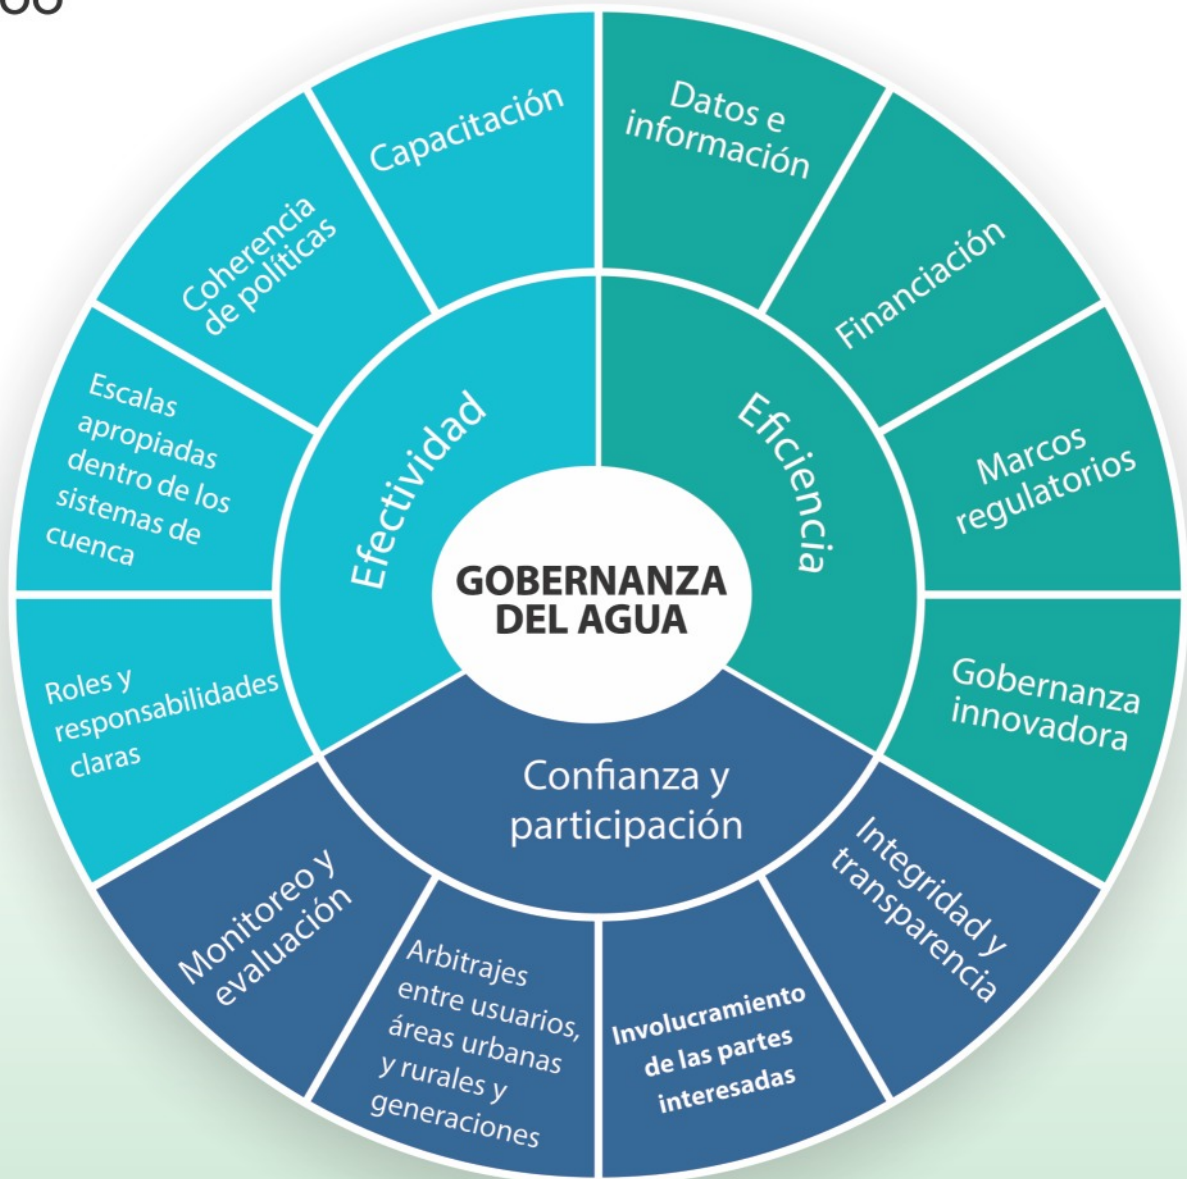 Capacitación
Datos e
información
Coherencia
de políticas
Financiación
Escalas
apropiadas
dentro de los
sistemas de
cuenca
Marcos
regulatorios
Efectividad
Eficiencia
GOBERNANZA
DEL AGUA
Roles y
responsabilidades
claras
Gobernanza
innovadora
Confianza y
participación
Monitoreo y
evaluación
Arbitrajes
entre usuarios,
áreas urbanas
y rurales y
generaciones
Involucramiento
de las partes
interesadas
Integridad y
transparencia